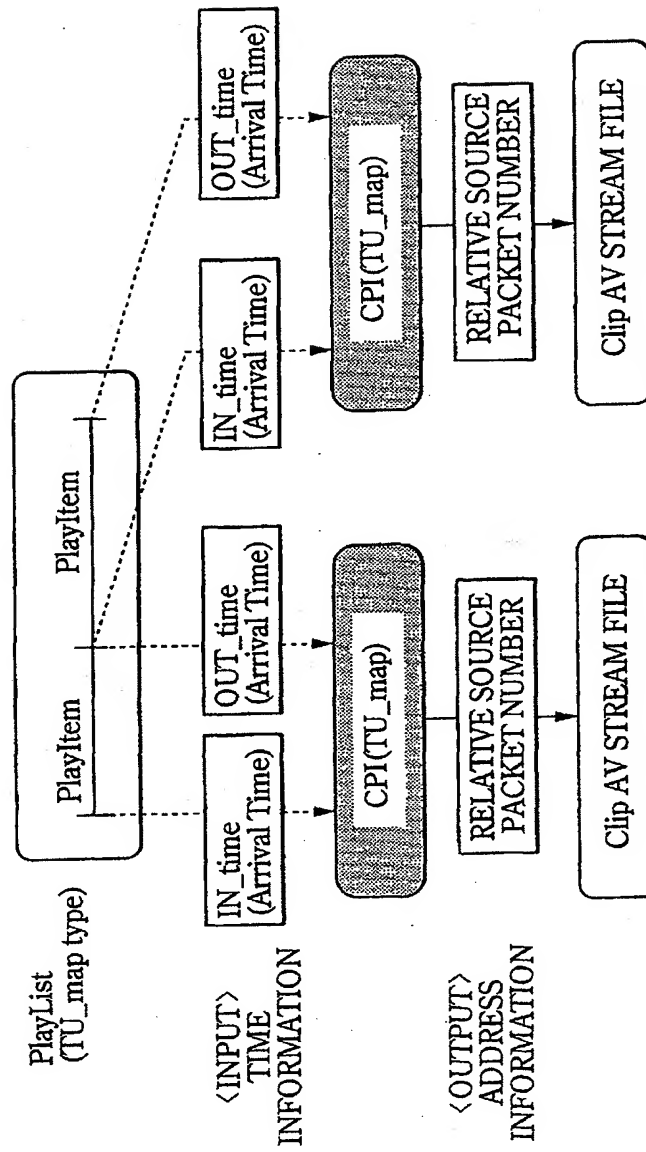 PlayList
(TU_map type)
PlayItem
PlayItem
<INPUT>
TIME
INFORMATION
IN_time
(Arrival Time)
OUT_time
(Arrival Time)
IN_time
(Arrival Time)
OUT_time
(Arrival Time)
CPI(TU_map)
CPI(TU_map)
<OUTPUT>
ADDRESS
INFORMATION
RELATIVE SOURCE
PACKET NUMBER
RELATIVE SOURCE
PACKET NUMBER
Clip AV STREAM FILE
Clip AV STREAM FILE